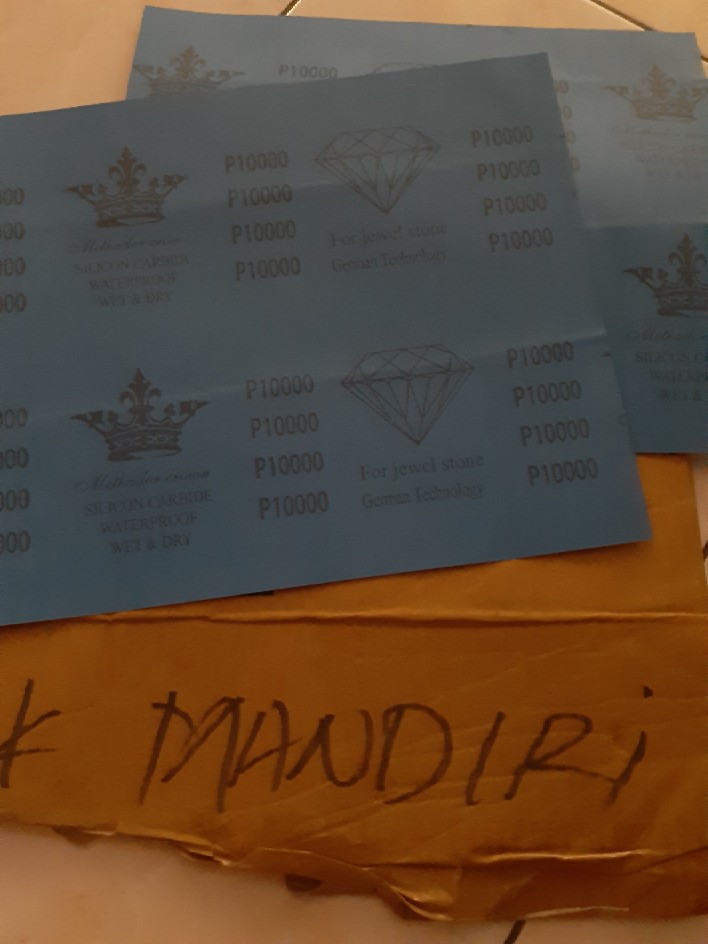 P10000
P10000 P10000
P10000 P10000
P10000 P10000
P10000 P10000
For jewel stone
German Technology
SILICON CARBIDE
WATERPROOF
WET & DRY
P10000 P10000
P10000 P10000
P10000 P10000
P10000 P10000
For jewel stone
German Technology
SILICON CARBIDE
WATERPROOF
WET & DRY
MANDIRI